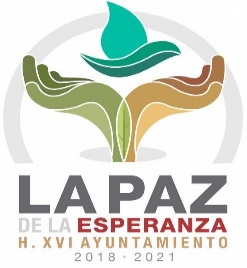 LA PAZ
DE LA ESPERANZA
H. XVI AYUNTAMIENTO
2018 · 2021